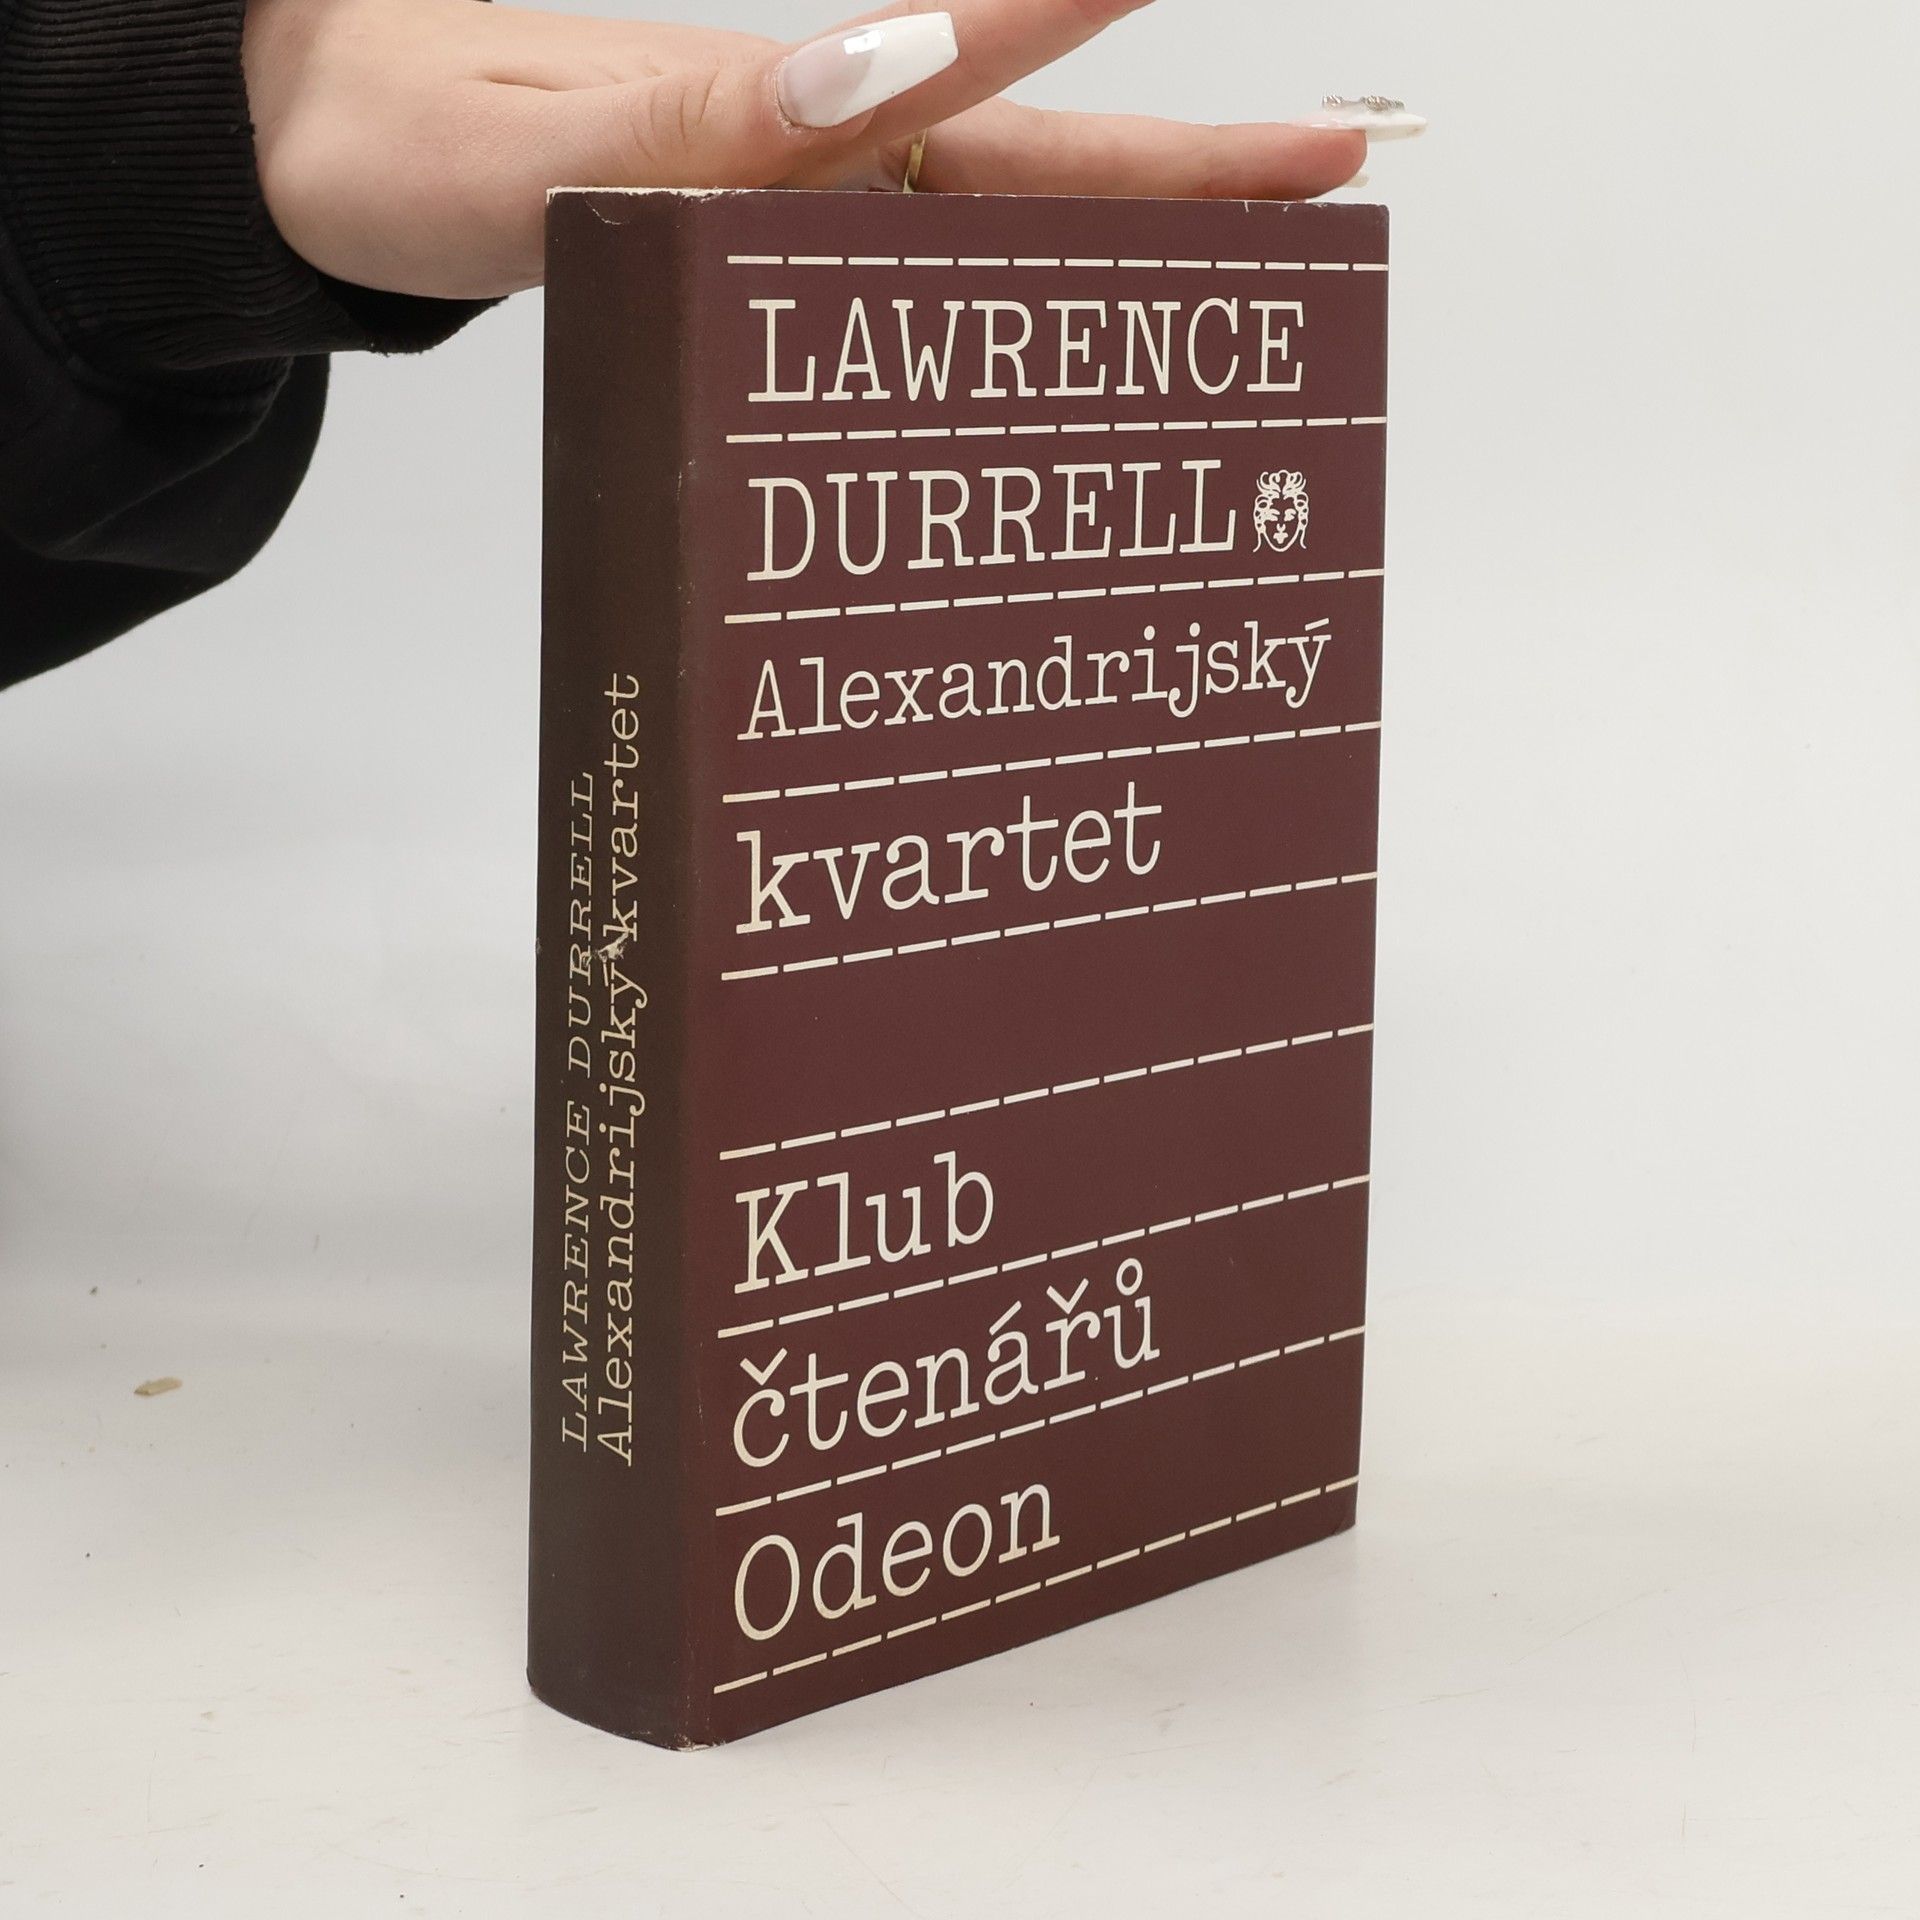 LAWRENCE
DURRELL
Alexandrijský
kvartet
Klub
čtenářů
Odeon
LAWRENCE DURRELL
Alexandrijský kvartet